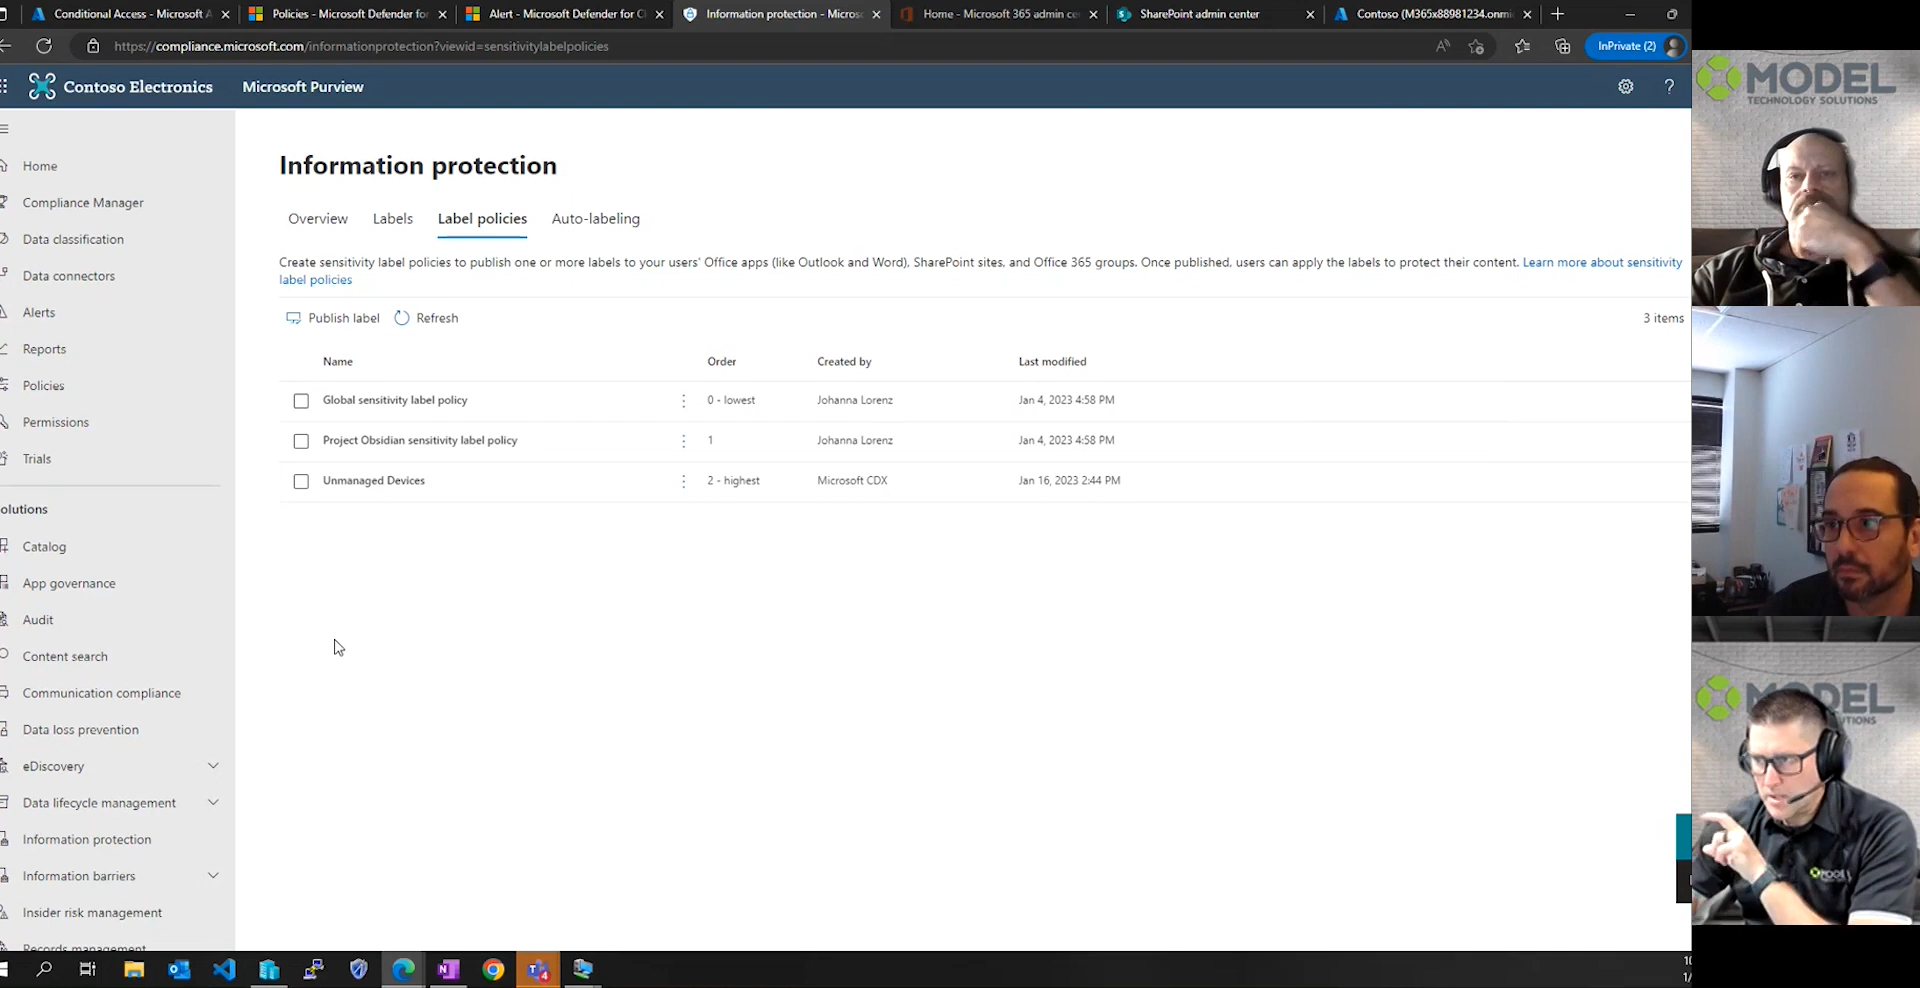 Conditional Access - Microsoft A
Policies - Microsoft Defender for
Alert - Microsoft Defender for Cl
Information protection - Micros
Home - Microsoft 365 admin ce
SharePoint admin center
Contoso (M365x88981234.onmi
https://compliance.microsoft.com/informationprotection?viewid=sensitivitylabelpolicies
InPrivate (2)
Contoso Electronics
Microsoft Purview
Home
Compliance Manager
Data classification
Data connectors
Alerts
Reports
Policies
Permissions
Trials
olutions
Catalog
App governance
Audit
Content search
Communication compliance
Data loss prevention
eDiscovery
Data lifecycle management
Information protection
Information barriers
Insider risk management
Records management
Information protection
Overview
Labels
Label policies
Auto-labeling
Create sensitivity label policies to publish one or more labels to your users' Office apps (like Outlook and Word), SharePoint sites, and Office 365 groups. Once published, users can apply the labels to protect their content. Learn more about sensitivity
label policies
Publish label
Refresh
3 items
Name Order Created by Last modified
Global sensitivity label policy 0 - lowest Johanna Lorenz Jan 4, 2023 4:58 PM
Project Obsidian sensitivity label policy 1 Johanna Lorenz Jan 4, 2023 4:58 PM
Unmanaged Devices 2 - highest Microsoft CDX Jan 16, 2023 2:44 PM
MODEL
TECHNOLOGY SOLUTIONS
MODEL
UTIONS
MODEL
10
1/